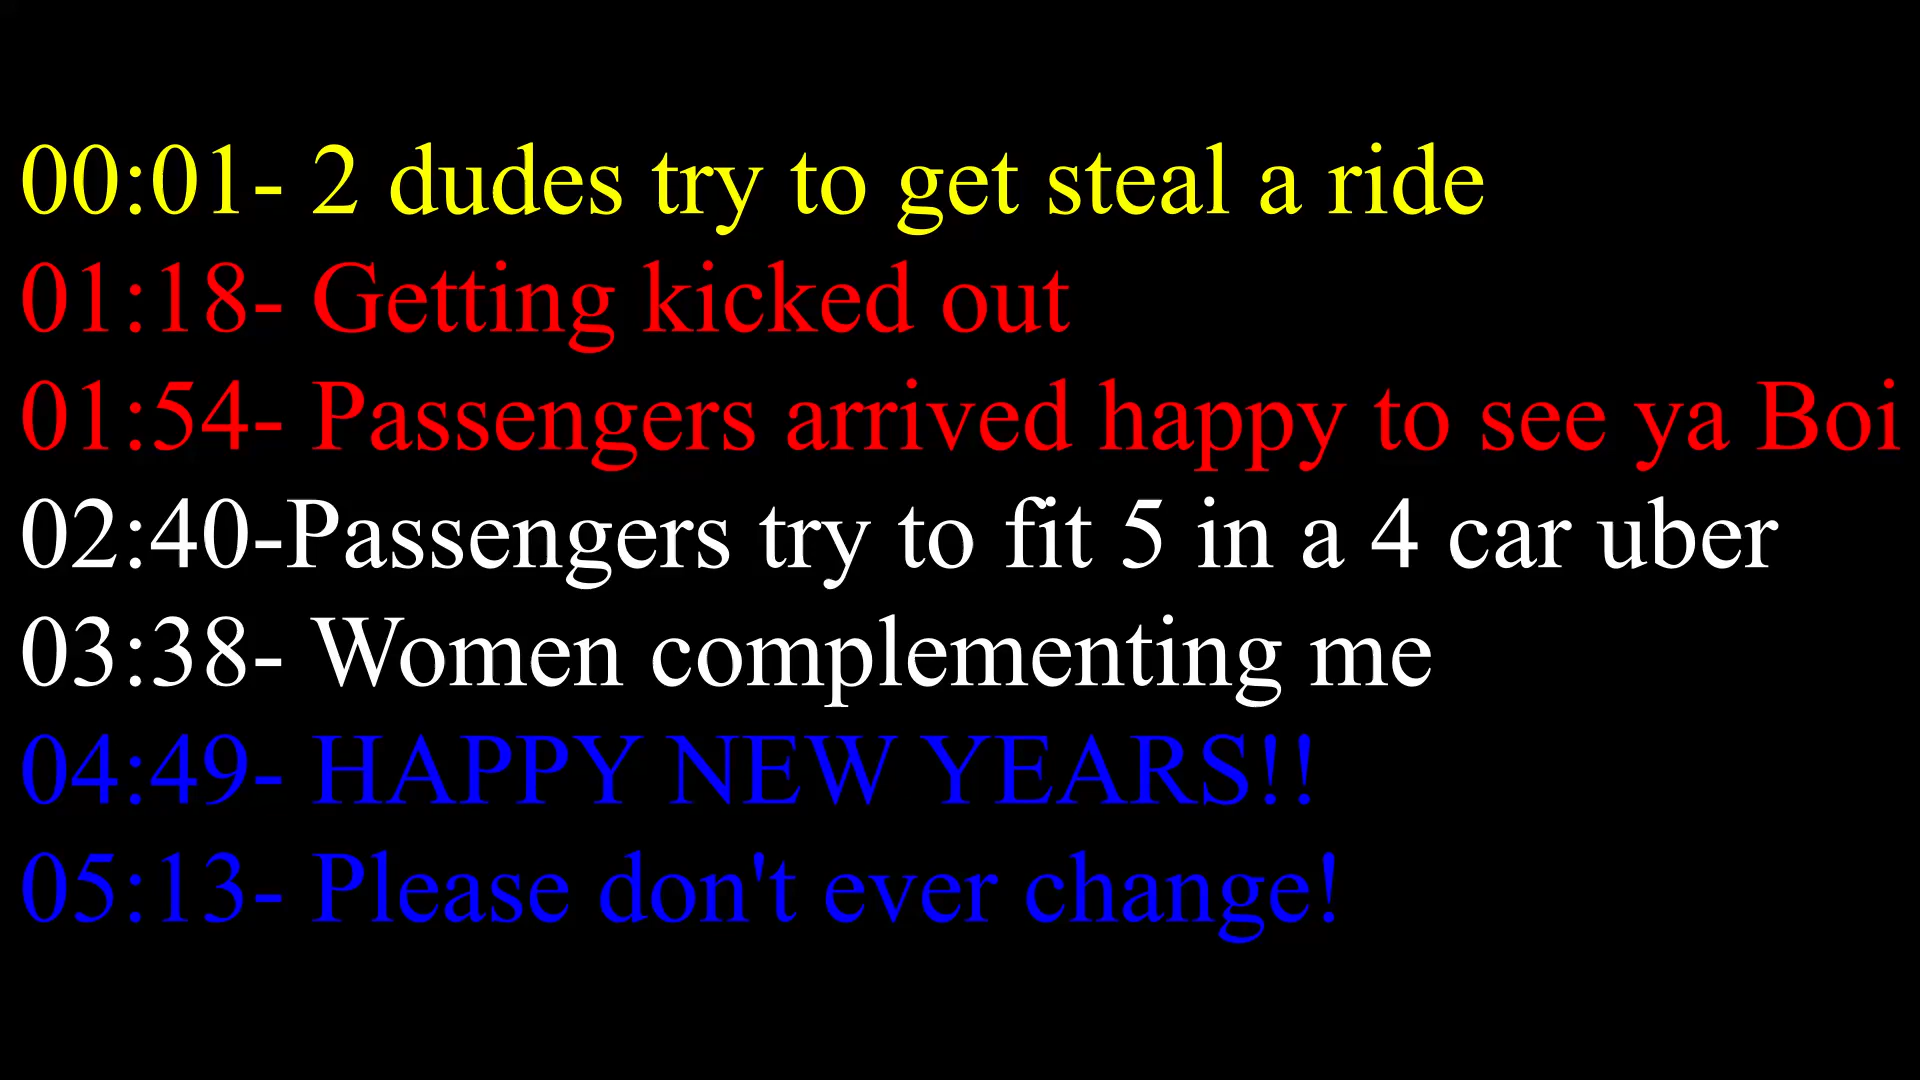 00:01- 2 dudes try to get steal a ride
01:18- Getting kicked out
01:54- Passengers arrived happy to see ya Boi
02:40-Passengers try to fit 5 in a 4 car uber
03:38- Women complementing me
04:49- HAPPY NEW YEARS!!
05:13- Please don't ever change!